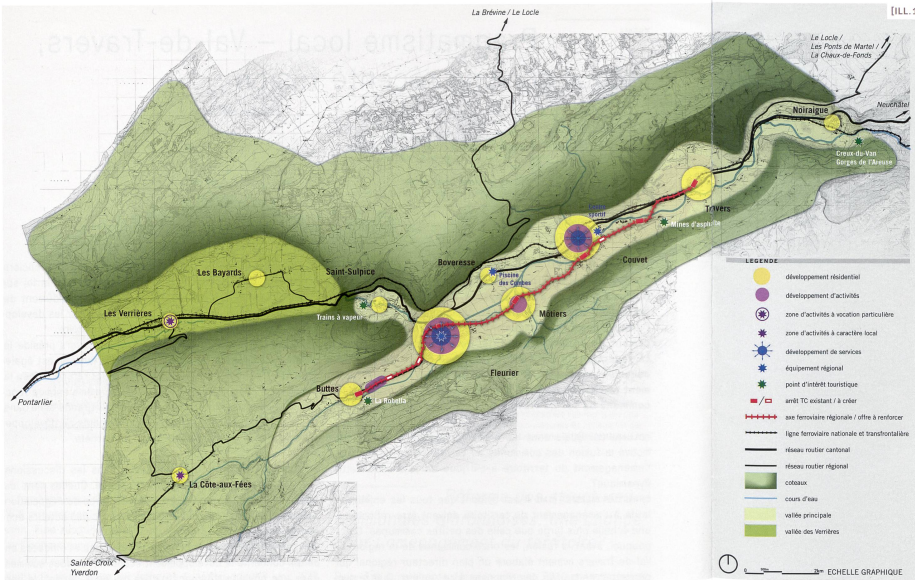 [ILL.1
La Brévine / Le Locle
Le Locle /
Les Ponts de Martel /
La Chaux-de-Fonds
Neuchâtel
Noiraigue
Creux-du-Van
Gorges de l'Areuse
Travers
sportif
Mines d'asphalte
Couvet
Boveresse
Piscine
des Combes
Saint-Sulpice
Les Bayards
Les Verrières
Trains à vapeur
Môtiers
Fleurier
Buttes
La Robella
Pontarlier
La Côte-aux-Fées
Sainte-Croix
Yverdon
LEGENDE
développement résidentiel
développement d'activités
zone d'activités à vocation particulière
zone d'activités à caractère local
développement de services
équipement régional
point d'intérêt touristique
arrêt TC existant / à créer
axe ferroviaire régionale / offre à renforcer
ligne ferroviaire nationale et transfrontalière
réseau routier cantonal
réseau routier régional
coteaux
cours d'eau
vallée principale
vallée des Verrières
ECHELLE GRAPHIQUE